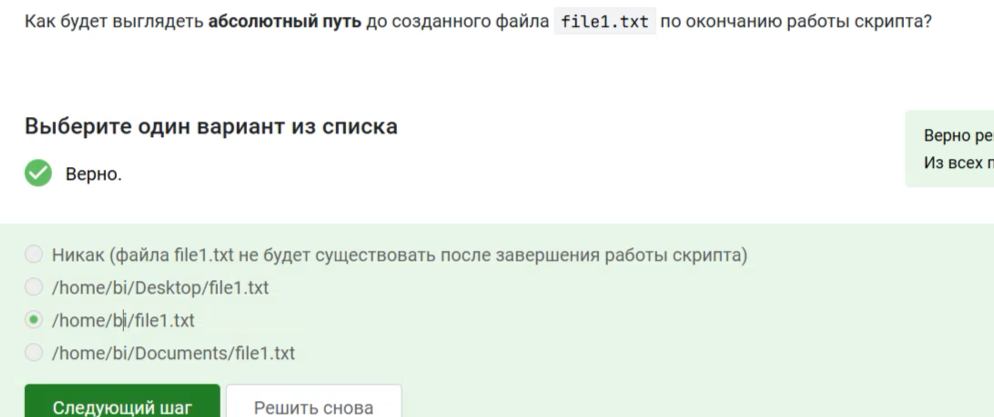 Как будет выглядеть абсолютный путь до созданного файла file1.txt по окончанию работы скрипта?
Выберите один вариант из списка
Верно.
Верно ре
Из всех п
Никак (файла file1.txt не будет существовать после завершения работы скрипта)
/home/bi/Desktop/file1.txt
/home/bi/file1.txt
/home/bi/Documents/file1.txt
Следующий шаг
Решить снова